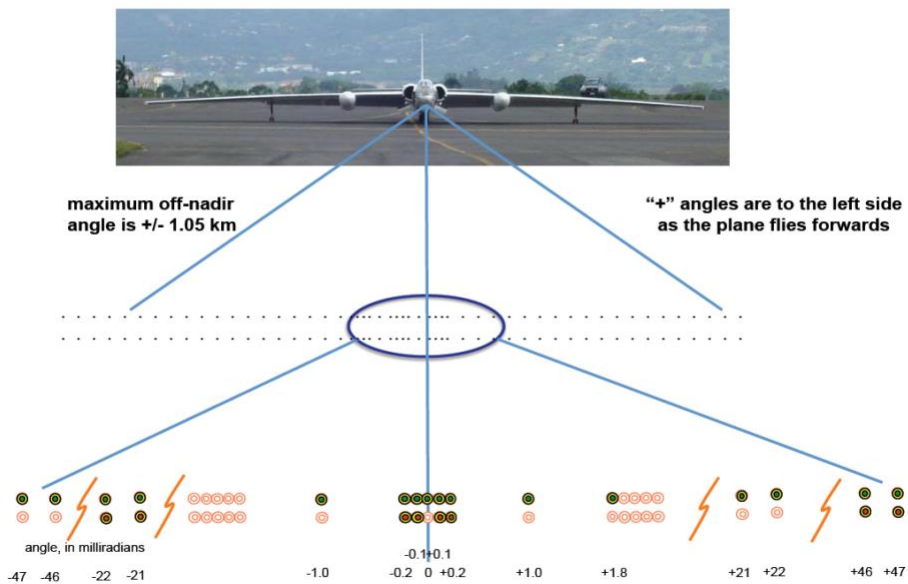 maximum off-nadir
angle is +/- 1.05 km
“+” angles are to the left side
as the plane flies forwards
angle, in milliradians
-0.1+0.1
-47 -46 -22 -21 -1.0 -0.2 0 +0.2 +1.0 +1.8 +21 +22 +46 +47